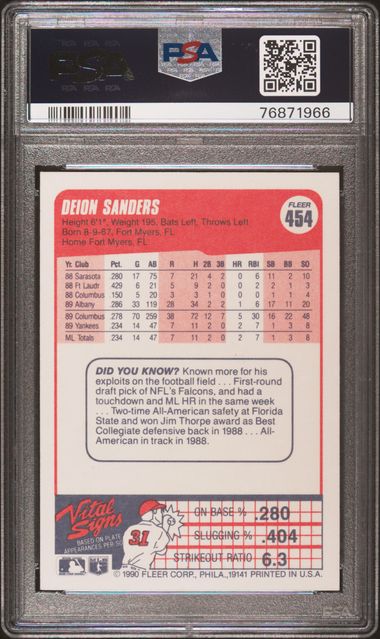 PSA
PSA
76871966
DEION SANDERS
FLEER
454
Height 6'1", Weight 195, Bats Left, Throws Left
Born 8-9-67, Fort Myers, FL
Home Fort Myers, FL
Yr. Club Pct. G AB R H 2B 3B HR RBI SB BB SO
88 Sarasota .280 17 75 7 21 4 2 0 6 11 2 10
88 Ft Laudr .429 6 21 5 9 2 0 0 2 2 1 3
88 Columbus .150 5 20 3 3 1 0 0 0 1 1 4
89 Albany .286 33 119 28 34 2 2 1 6 17 11 20
89 Columbus .278 70 259 38 72 12 7 5 30 16 22 48
89 Yankees .234 14 47 7 11 2 0 2 7 1 3 8
ML Totals .234 14 47 7 11 2 0 2 7 1 3 8
DID YOU KNOW? Known more for his
exploits on the football field . . . First-round
draft pick of NFL's Falcons, and had a
touchdown and ML HR in the same week
. . . Two-time All-American safety at Florida
State and won Jim Thorpe award as Best
Collegiate defensive back in 1988 . . . All-
American in track in 1988.
Vital Signs
BASED ON PLATE
APPEARANCES PER SO
31
ON BASE % .280
SLUGGING % .404
STRIKEOUT RATIO 6.3
© 1990 FLEER CORP., PHILA., 19141 PRINTED IN U.S.A.